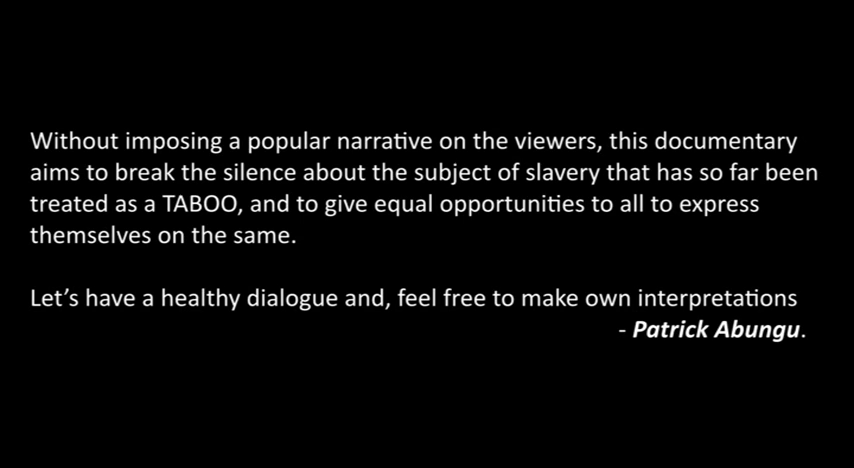 Without imposing a popular narrative on the viewers, this documentary
aims to break the silence about the subject of slavery that has so far been
treated as a TABOO, and to give equal opportunities to all to express
themselves on the same.
Let’s have a healthy dialogue and, feel free to make own interpretations
- Patrick Abungu.